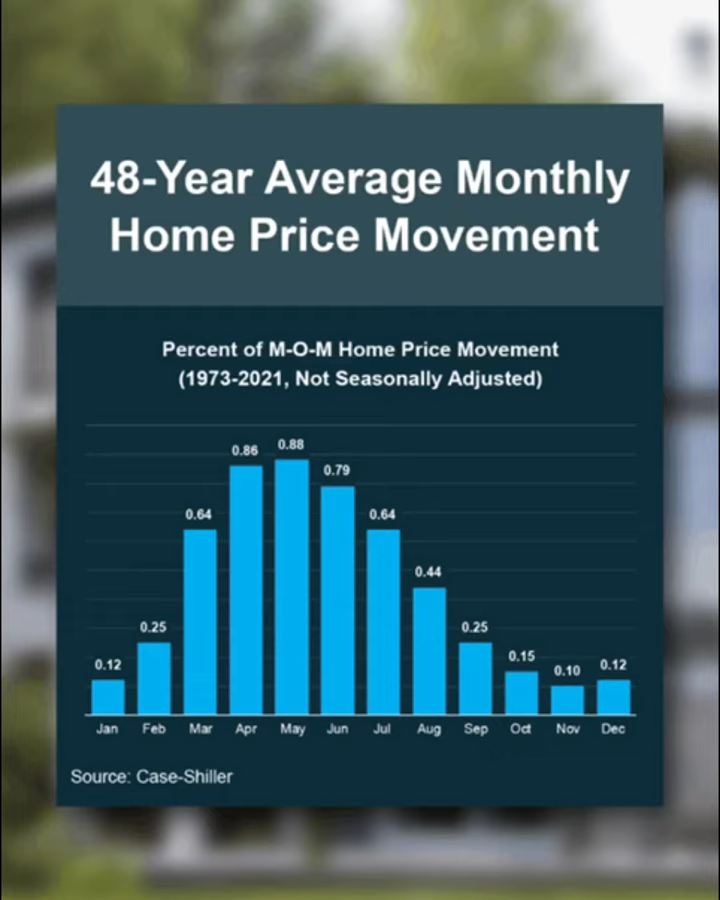 48-Year Average Monthly
Home Price Movement
Percent of M-O-M Home Price Movement
(1973-2021, Not Seasonally Adjusted)
0.12
0.25
0.64
0.86
0.88
0.79
0.64
0.44
0.25
0.15
0.10
0.12
Jan Feb Mar Apr May Jun Jul Aug Sep Oct Nov Dec
Source: Case-Shiller